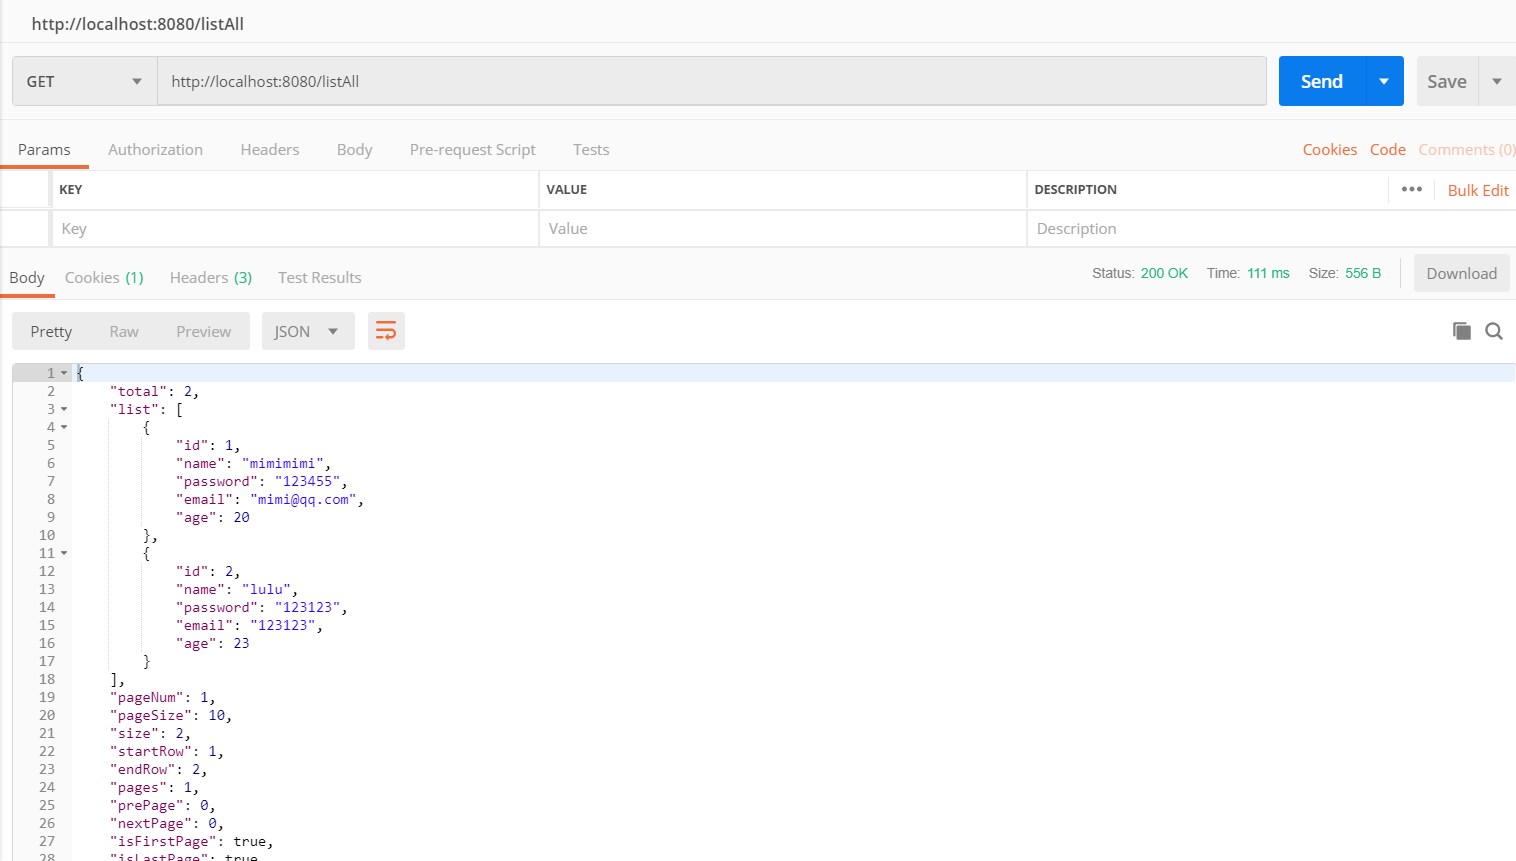 http://localhost:8080/listAll
GET http://localhost:8080/listAll Send Save
Params Authorization Headers Body Pre-request Script Tests Cookies Code Comments (0)
KEY VALUE DESCRIPTION ••• Bulk Edit
Key Value Description
Body Cookies (1) Headers (3) Test Results Status: 200 OK Time: 111 ms Size: 556 B Download
Pretty Raw Preview JSON
1 {
2 "total": 2,
3 "list": [
4 {
5 "id": 1,
6 "name": "mimimimi",
7 "password": "123455",
8 "email": "mimi@qq.com",
9 "age": 20
10 },
11 {
12 "id": 2,
13 "name": "lulu",
14 "password": "123123",
15 "email": "123123",
16 "age": 23
17 }
18 ],
19 "pageNum": 1,
20 "pageSize": 10,
21 "size": 2,
22 "startRow": 1,
23 "endRow": 2,
24 "pages": 1,
25 "prePage": 0,
26 "nextPage": 0,
27 "isFirstPage": true,
28 "isLastPage": true